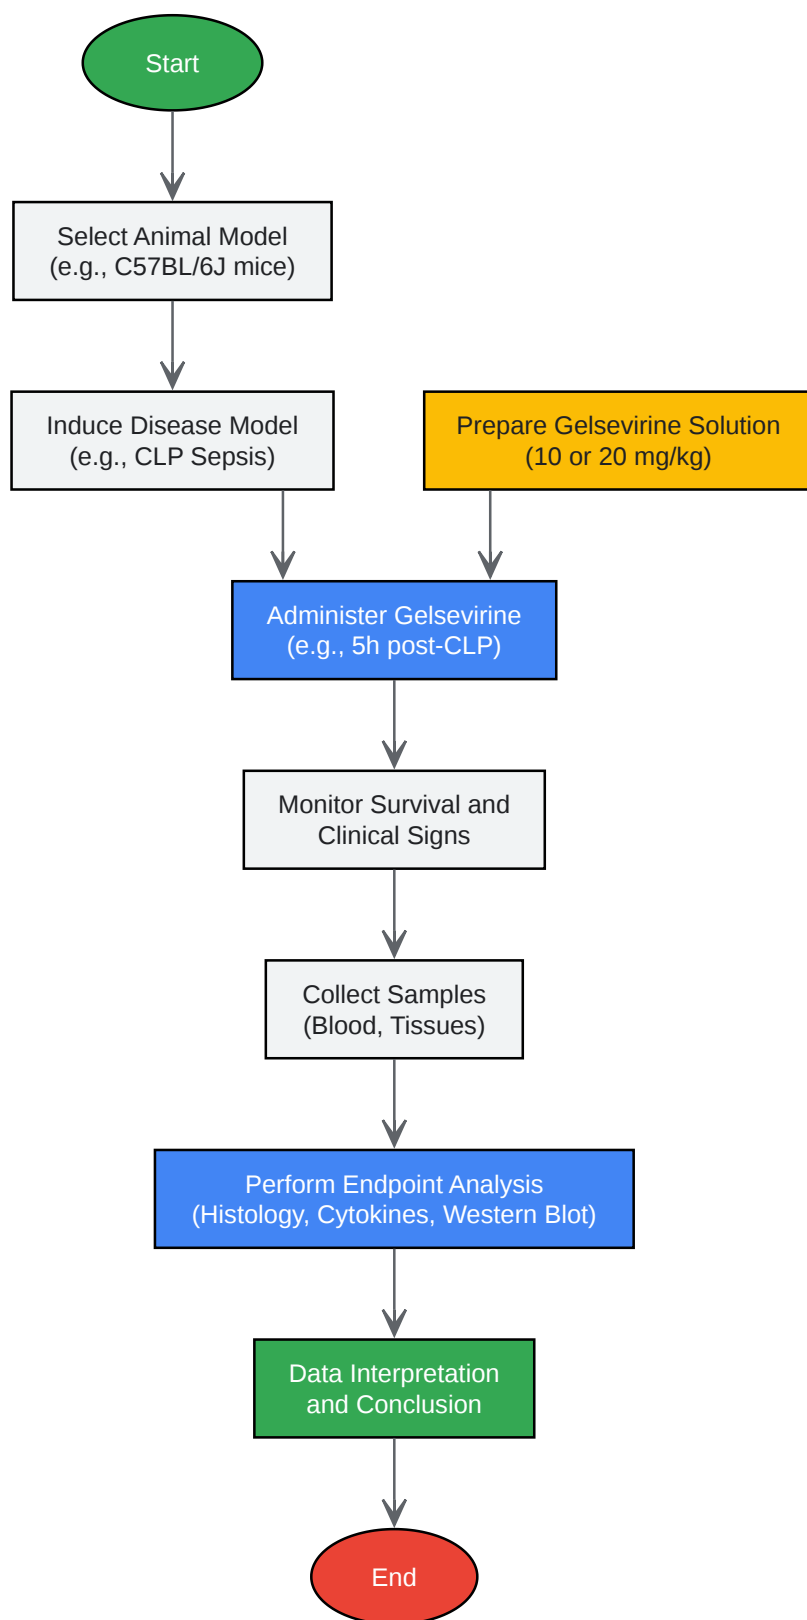 Start
Select Animal Model
(e.g., C57BL/6J mice)
Induce Disease Model
(e.g., CLP Sepsis)
Prepare Gelsevirine Solution
(10 or 20 mg/kg)
Administer Gelsevirine
(e.g., 5h post-CLP)
Monitor Survival and
Clinical Signs
Collect Samples
(Blood, Tissues)
Perform Endpoint Analysis
(Histology, Cytokines, Western Blot)
Data Interpretation
and Conclusion
End